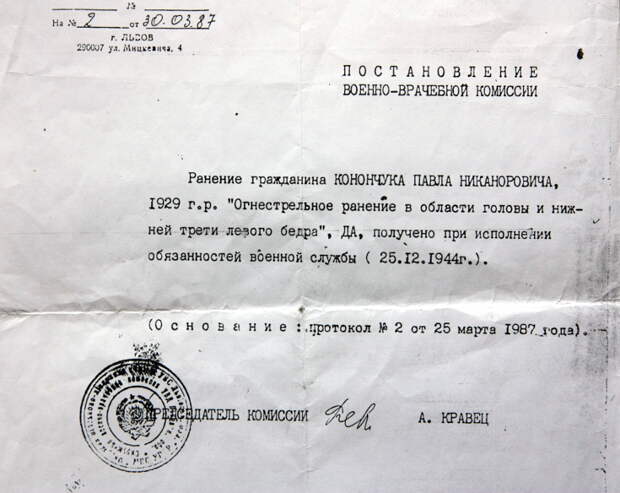 №
На № 2 от 30.03.87
г. ЛЬВОВ
290007 ул. Мицкевича, 4
ПОСТАНОВЛЕНИЕ
ВОЕННО-ВРАЧЕБНОЙ КОМИССИИ
Ранение гражданина КОНОНЧУКА ПАВЛА НИКАНОРОВИЧА,
1929 г.р. "Огнестрельное ранение в области головы и ниж-
ней трети левого бедра", ДА, получено при исполнении
обязанностей военной службы ( 25.12.1944г.).
(Основание: протокол № 2 от 25 марта 1987 года).
ПРЕДСЕДАТЕЛЬ КОМИССИИ А. КРАВЕЦ